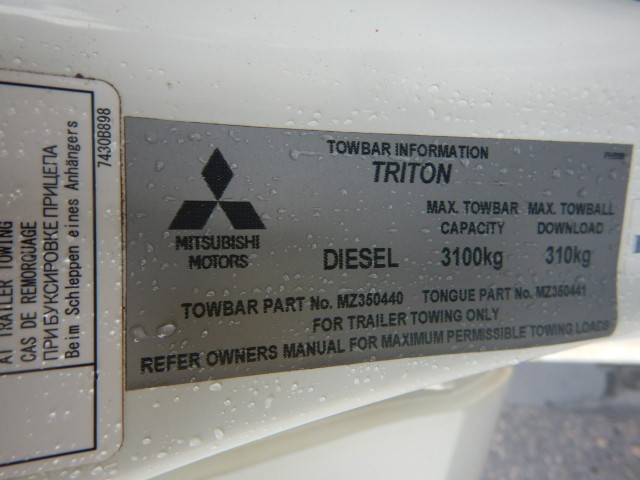 AT TRAILER TOWING
CAS DE REMORQUAGE
ПРИ БУКСИРОВКЕ ПРИЦЕПА
Beim Schleppen eines Anhängers
7430B898
TOWBAR INFORMATION
TRITON
MITSUBISHI
MOTORS
DIESEL
MAX. TOWBAR
CAPACITY
3100kg
MAX. TOWBALL
DOWNLOAD
310kg
TOWBAR PART No. MZ350440 TONGUE PART No. MZ350441
FOR TRAILER TOWING ONLY
REFER OWNERS MANUAL FOR MAXIMUM PERMISSIBLE TOWING LOADS